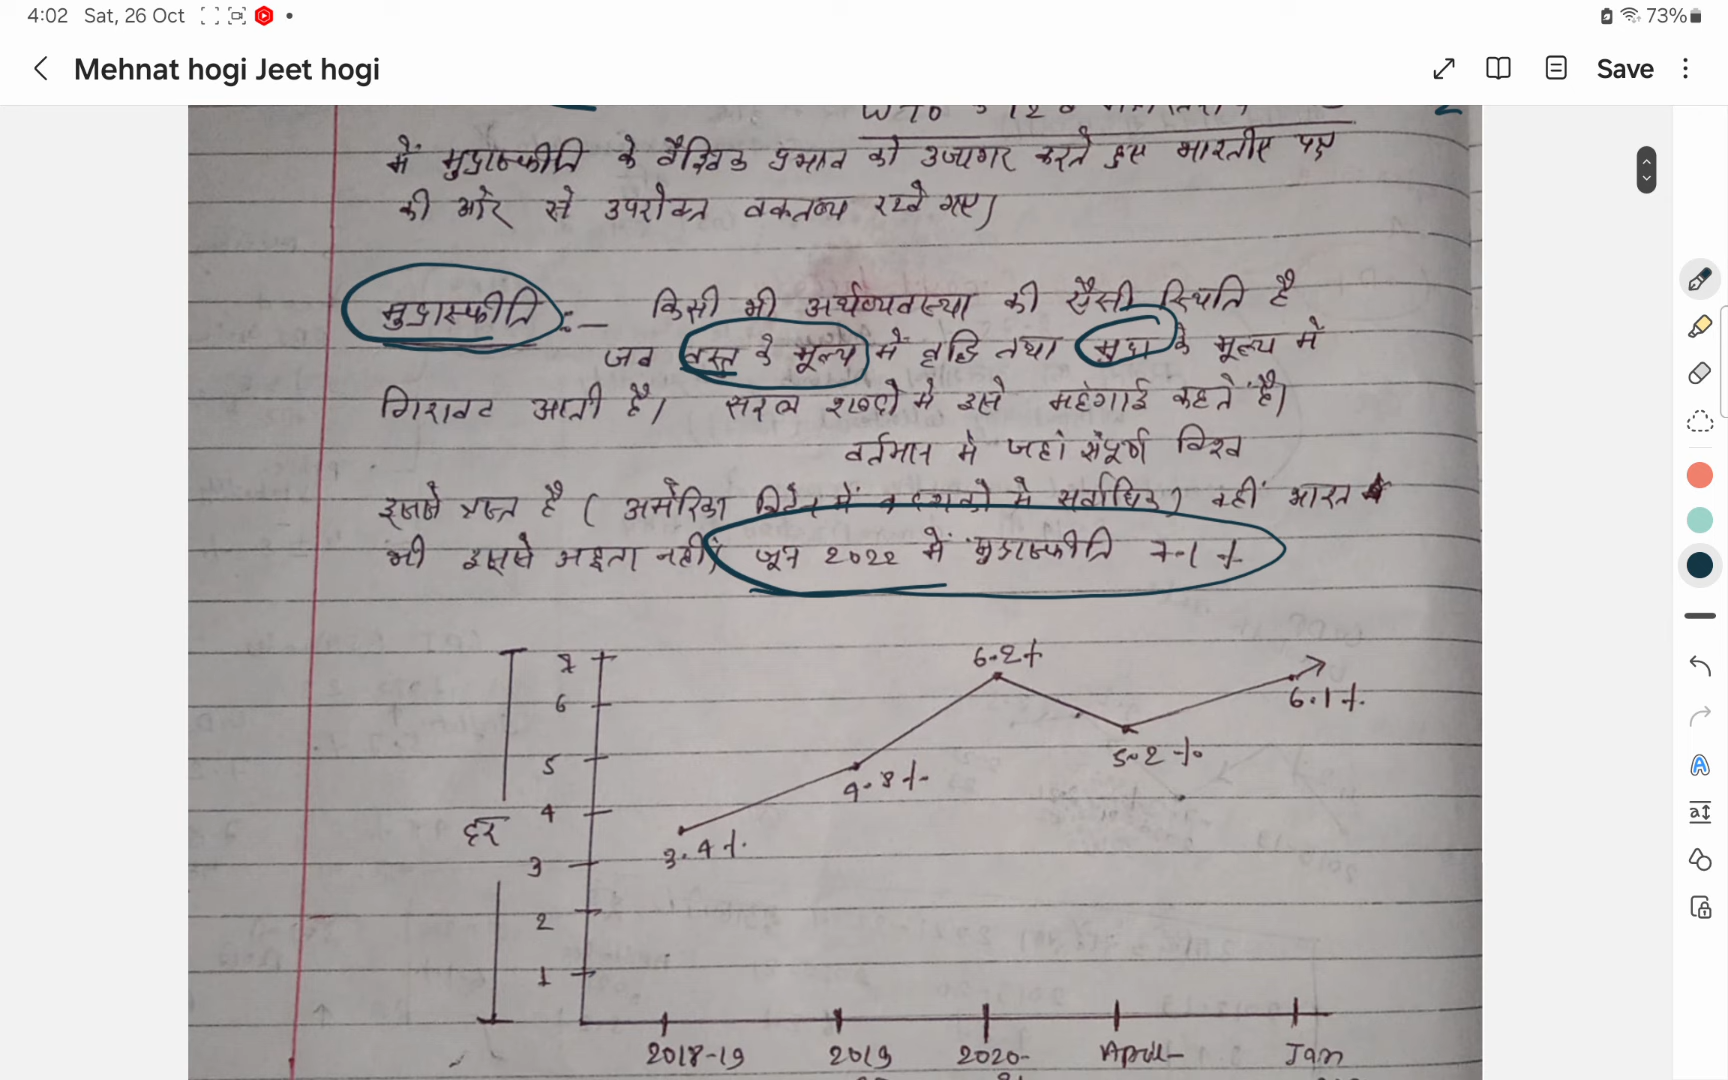 4:02 Sat, 26 Oct
73%
Mehnat hogi Jeet hogi
Save
में मुद्रास्फीति के वैश्विक प्रभाव को उजागर करते हुए भारतीय पक्ष
की ओर से उपरोक्त वक्तव्य रखे गए।
मुद्रास्फीति :- किसी भी अर्थव्यवस्था की ऐसी स्थिति है
जब वस्तु के मूल्य में वृद्धि तथा मुद्रा के मूल्य में
गिरावट आती है। सरल शब्दो मे इसे महंगाई कहते है।
वर्तमान मे जहां संपूर्ण विश्व
इससे ग्रस्त है ( अमेरिका ब्रिटेन में दशको मे सर्वाधिक) वहीं भारत
भी इससे अछुता नहीं, जून 2022 में मुद्रास्फीति 7.1 %
7
6.2%
6
6.1%
5
5.2%
4.8%
4
दर
3.4%
3
2
1
2018-19 2019 2020- April- Jan
21